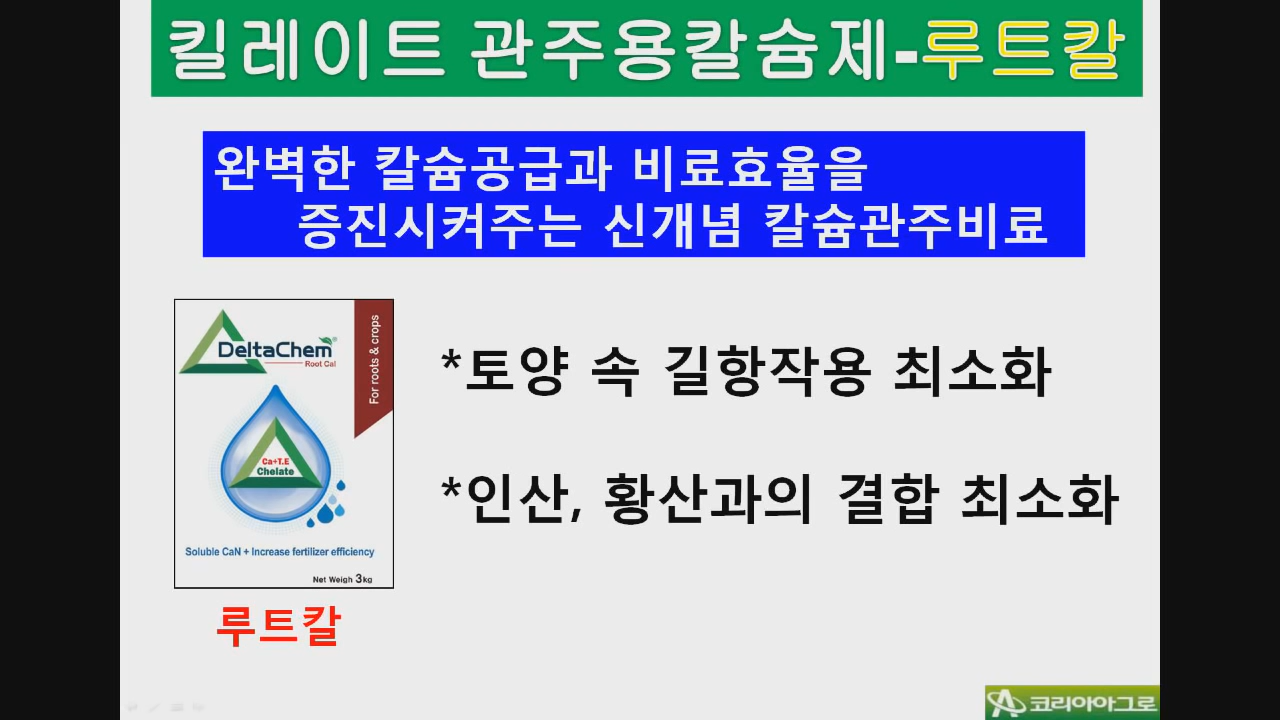 킬레이트 관주용칼슘제-루트칼
완벽한 칼슘공급과 비료효율을
증진시켜주는 신개념 칼슘관주비료
DeltaChem
Root Cal
For roots & crops
Ca+T.E
Chelate
Soluble CaN + Increase fertilizer efficiency
Net Weigh 3kg
루트칼
*토양 속 길항작용 최소화
*인산, 황산과의 결합 최소화
코리아아그로